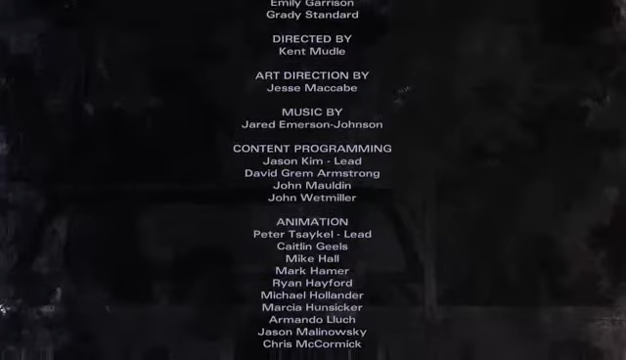 Emily Garrison
Grady Standard
DIRECTED BY
Kent Mudle
ART DIRECTION BY
Jesse Maccabe
MUSIC BY
Jared Emerson-Johnson
CONTENT PROGRAMMING
Jason Kim - Lead
David Grem Armstrong
John Mauldin
John Wetmiller
ANIMATION
Peter Tsaykel - Lead
Caitlin Geels
Mike Hall
Mark Hamer
Ryan Hayford
Michael Hollander
Marcia Hunsicker
Armando Lluch
Jason Malinowsky
Chris McCormick